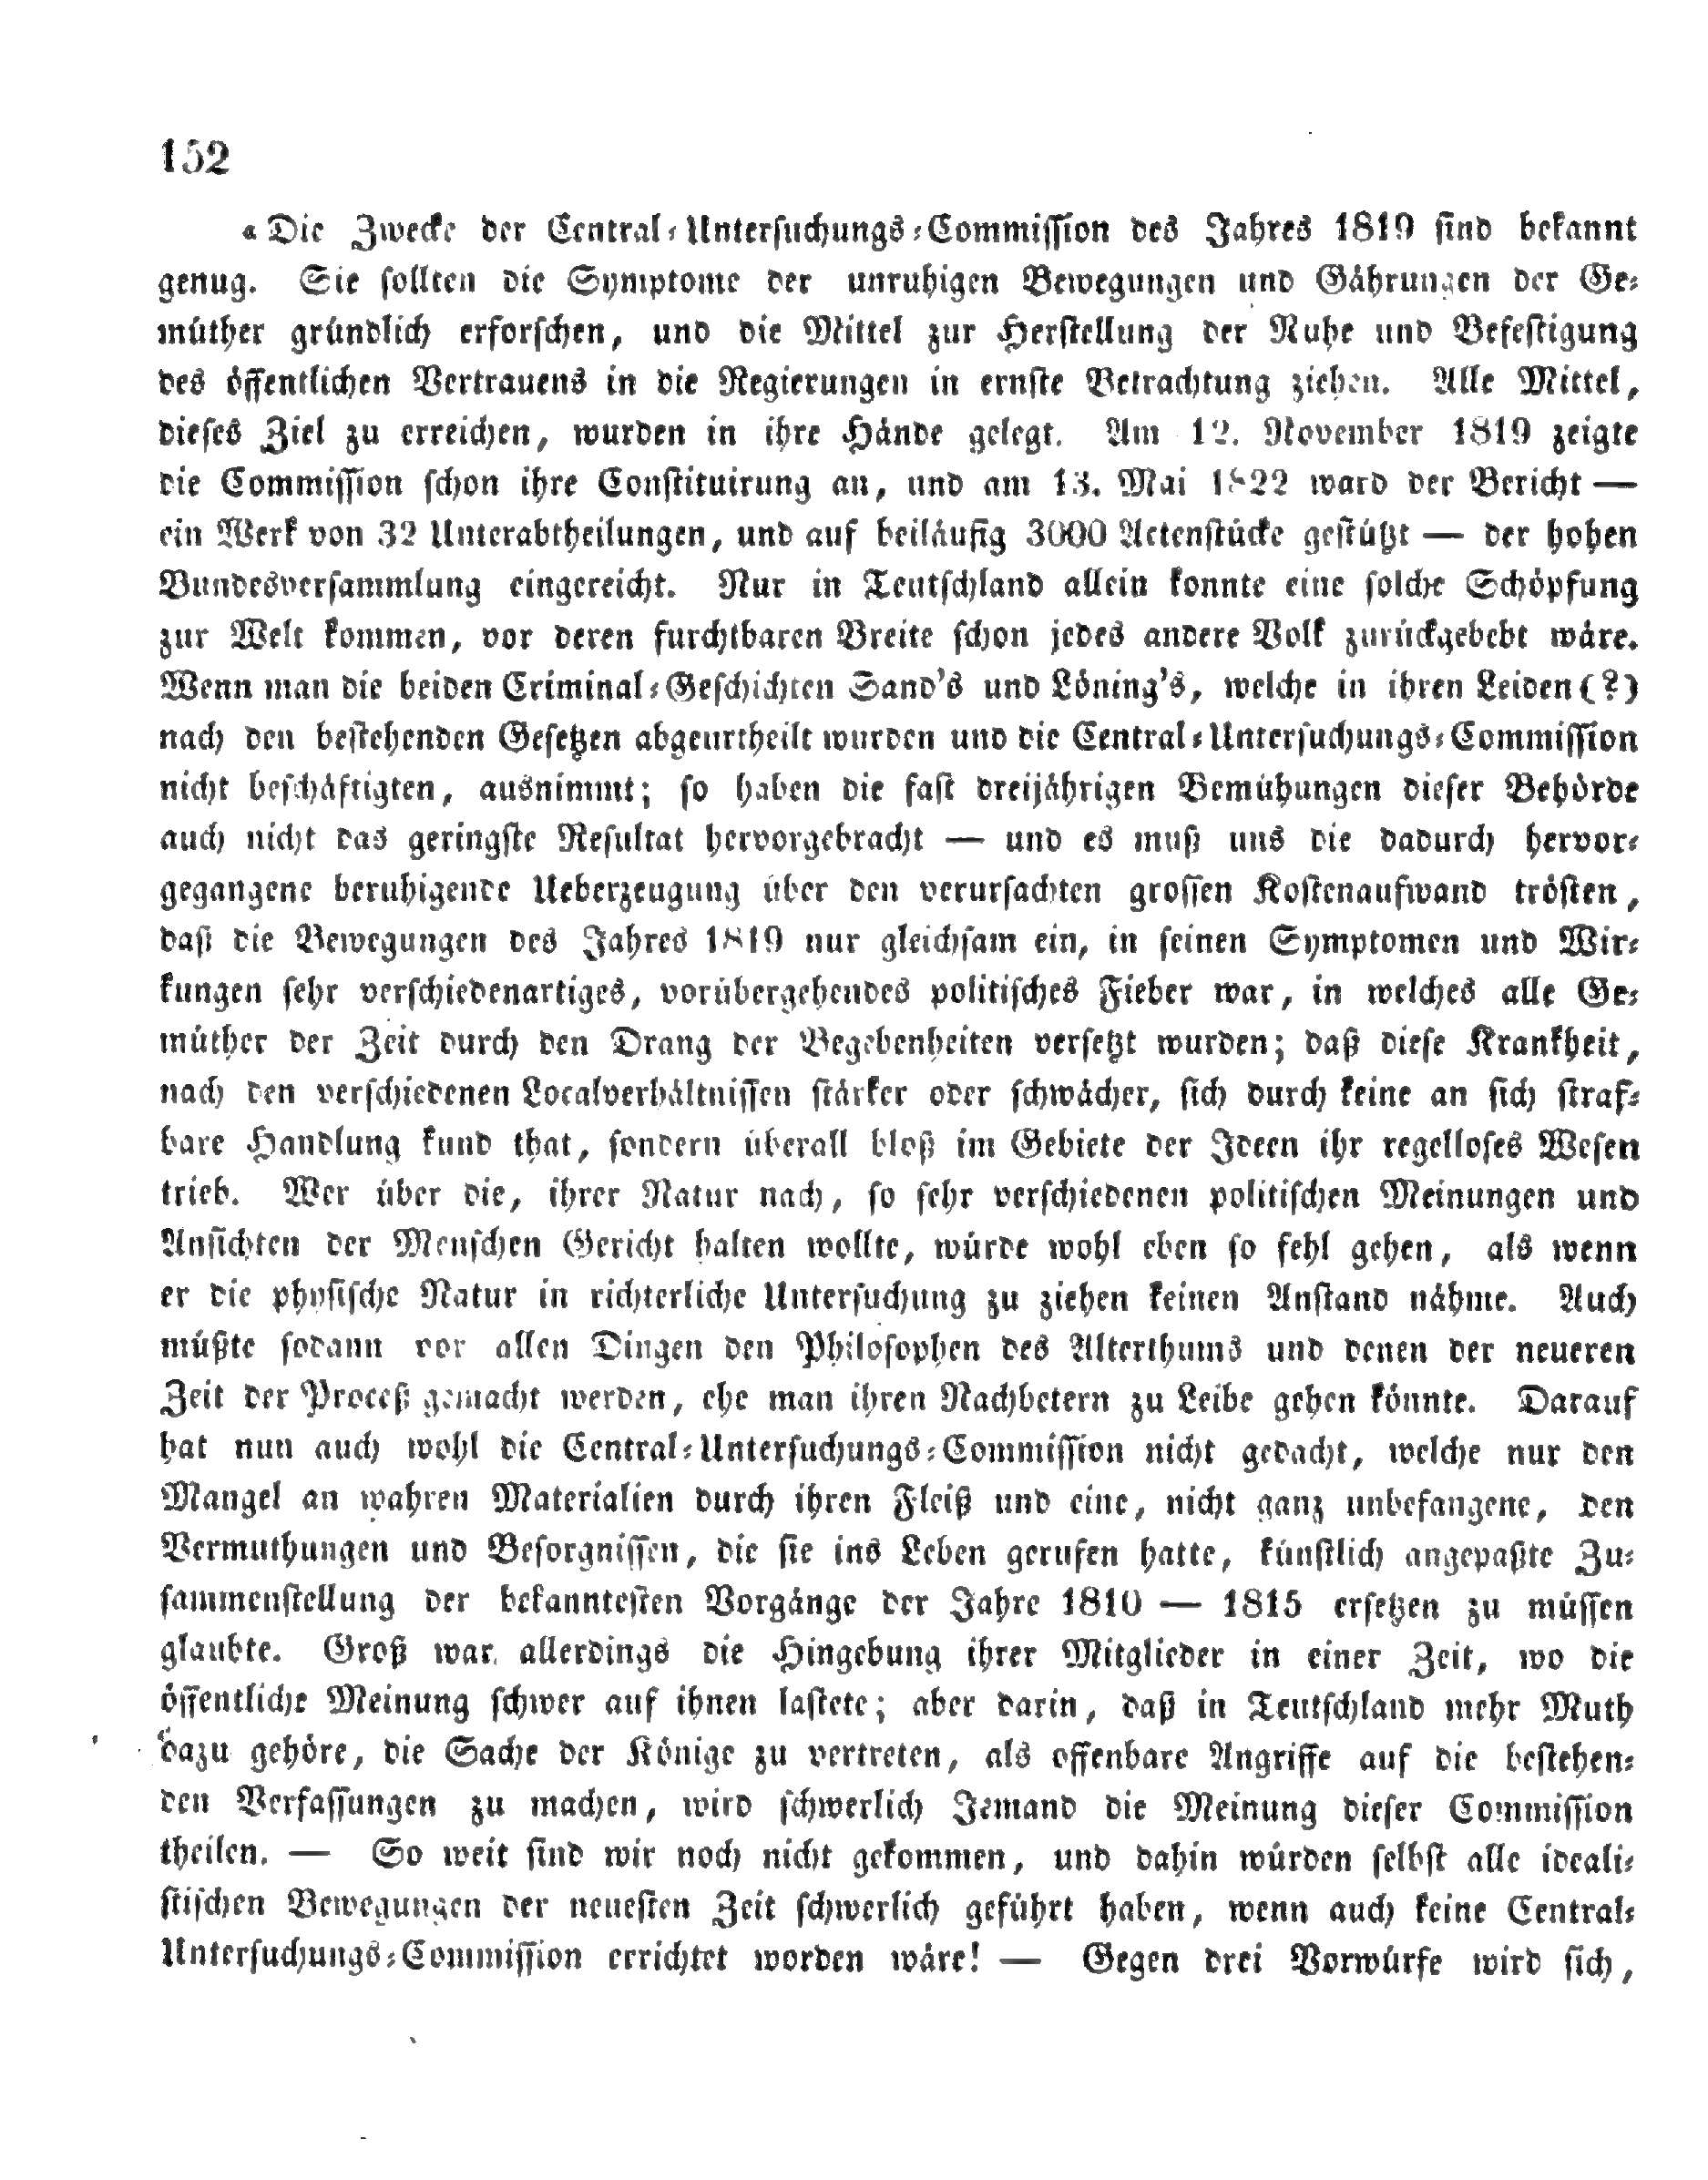 152
«Die Zwecke der Central-Untersuchungs-Commission des Jahres 1819 sind bekannt
genug. Sie sollten die Symptome der unruhigen Bewegungen und Gährungen der Ge-
müther gründlich erforschen, und die Mittel zur Herstellung der Ruhe und Befestigung
des öffentlichen Vertrauens in die Regierungen in ernste Betrachtung ziehen. Alle Mittel,
dieses Ziel zu erreichen, wurden in ihre Hände gelegt. Am 12. November 1819 zeigte
die Commission schon ihre Constituirung an, und am 13. Mai 1822 ward der Bericht —
ein Werk von 32 Unterabtheilungen, und auf beiläufig 3000 Actenstücke gestützt — der hohen
Bundesversammlung eingereicht. Nur in Teutschland allein konnte eine solche Schöpfung
zur Welt kommen, vor deren furchtbaren Breite schon jedes andere Volk zurückgebebt wäre.
Wenn man die beiden Criminal-Geschichten Sand's und Löning's, welche in ihren Leiden (?)
nach den bestehenden Gesetzen abgeurtheilt wurden und die Central-Untersuchungs-Commission
nicht beschäftigten, ausnimmt; so haben die fast dreijährigen Bemühungen dieser Behörde
auch nicht das geringste Resultat hervorgebracht — und es muß uns die dadurch hervor-
gegangene beruhigende Ueberzeugung über den verursachten grossen Kostenaufwand trösten,
daß die Bewegungen des Jahres 1819 nur gleichsam ein, in seinen Symptomen und Wir-
kungen sehr verschiedenartiges, vorübergehendes politisches Fieber war, in welches alle Ge-
müther der Zeit durch den Drang der Begebenheiten versetzt wurden; daß diese Krankheit,
nach den verschiedenen Localverhältnissen stärker oder schwächer, sich durch keine an sich straf-
bare Handlung kund that, sondern überall bloß im Gebiete der Ideen ihr regelloses Wesen
trieb. Wer über die, ihrer Natur nach, so sehr verschiedenen politischen Meinungen und
Ansichten der Menschen Gericht halten wollte, würde wohl eben so fehl gehen, als wenn
er die physische Natur in richterliche Untersuchung zu ziehen keinen Anstand nähme. Auch
müßte sodann vor allen Dingen den Philosophen des Alterthums und denen der neueren
Zeit der Proceß gemacht werden, ehe man ihren Nachbetern zu Leibe gehen könnte. Darauf
hat nun auch wohl die Central-Untersuchungs-Commission nicht gedacht, welche nur den
Mangel an wahren Materialien durch ihren Fleiß und eine, nicht ganz unbefangene, den
Vermuthungen und Besorgnissen, die sie ins Leben gerufen hatte, künstlich angepaßte Zu-
sammenstellung der bekanntesten Vorgänge der Jahre 1810 — 1815 ersetzen zu müssen
glaubte. Groß war allerdings die Hingebung ihrer Mitglieder in einer Zeit, wo die
öffentliche Meinung schwer auf ihnen lastete; aber darin, daß in Teutschland mehr Muth
dazu gehöre, die Sache der Könige zu vertreten, als offenbare Angriffe auf die bestehen-
den Verfassungen zu machen, wird schwerlich Jemand die Meinung dieser Commission
theilen. — So weit sind wir noch nicht gekommen, und dahin würden selbst alle ideali-
stischen Bewegungen der neuesten Zeit schwerlich geführt haben, wenn auch keine Central-
Untersuchungs-Commission errichtet worden wäre! — Gegen drei Vorwürfe wird sich,